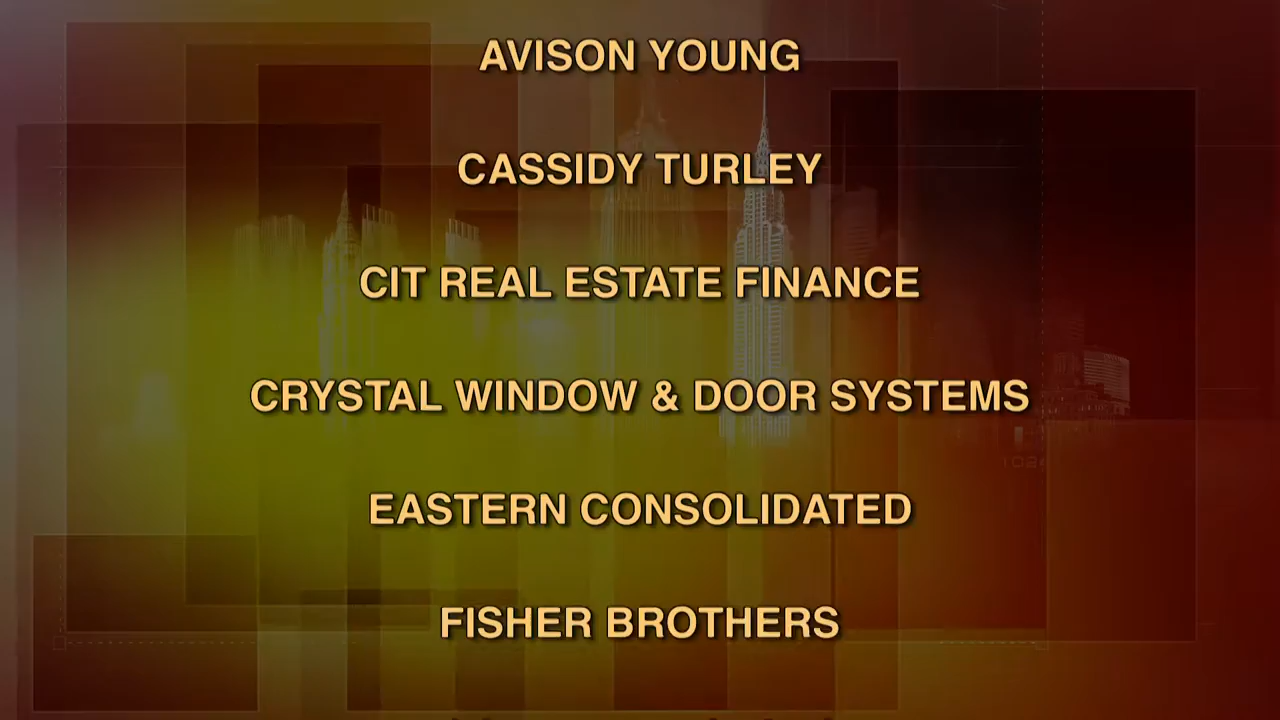 AVISON YOUNG
CASSIDY TURLEY
CIT REAL ESTATE FINANCE
CRYSTAL WINDOW & DOOR SYSTEMS
EASTERN CONSOLIDATED
FISHER BROTHERS